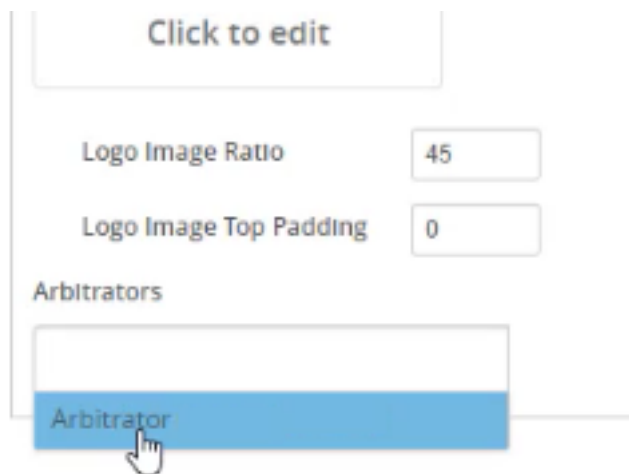 Click to edit
Logo Image Ratio 45
Logo Image Top Padding 0
Arbitrators
Arbitrator